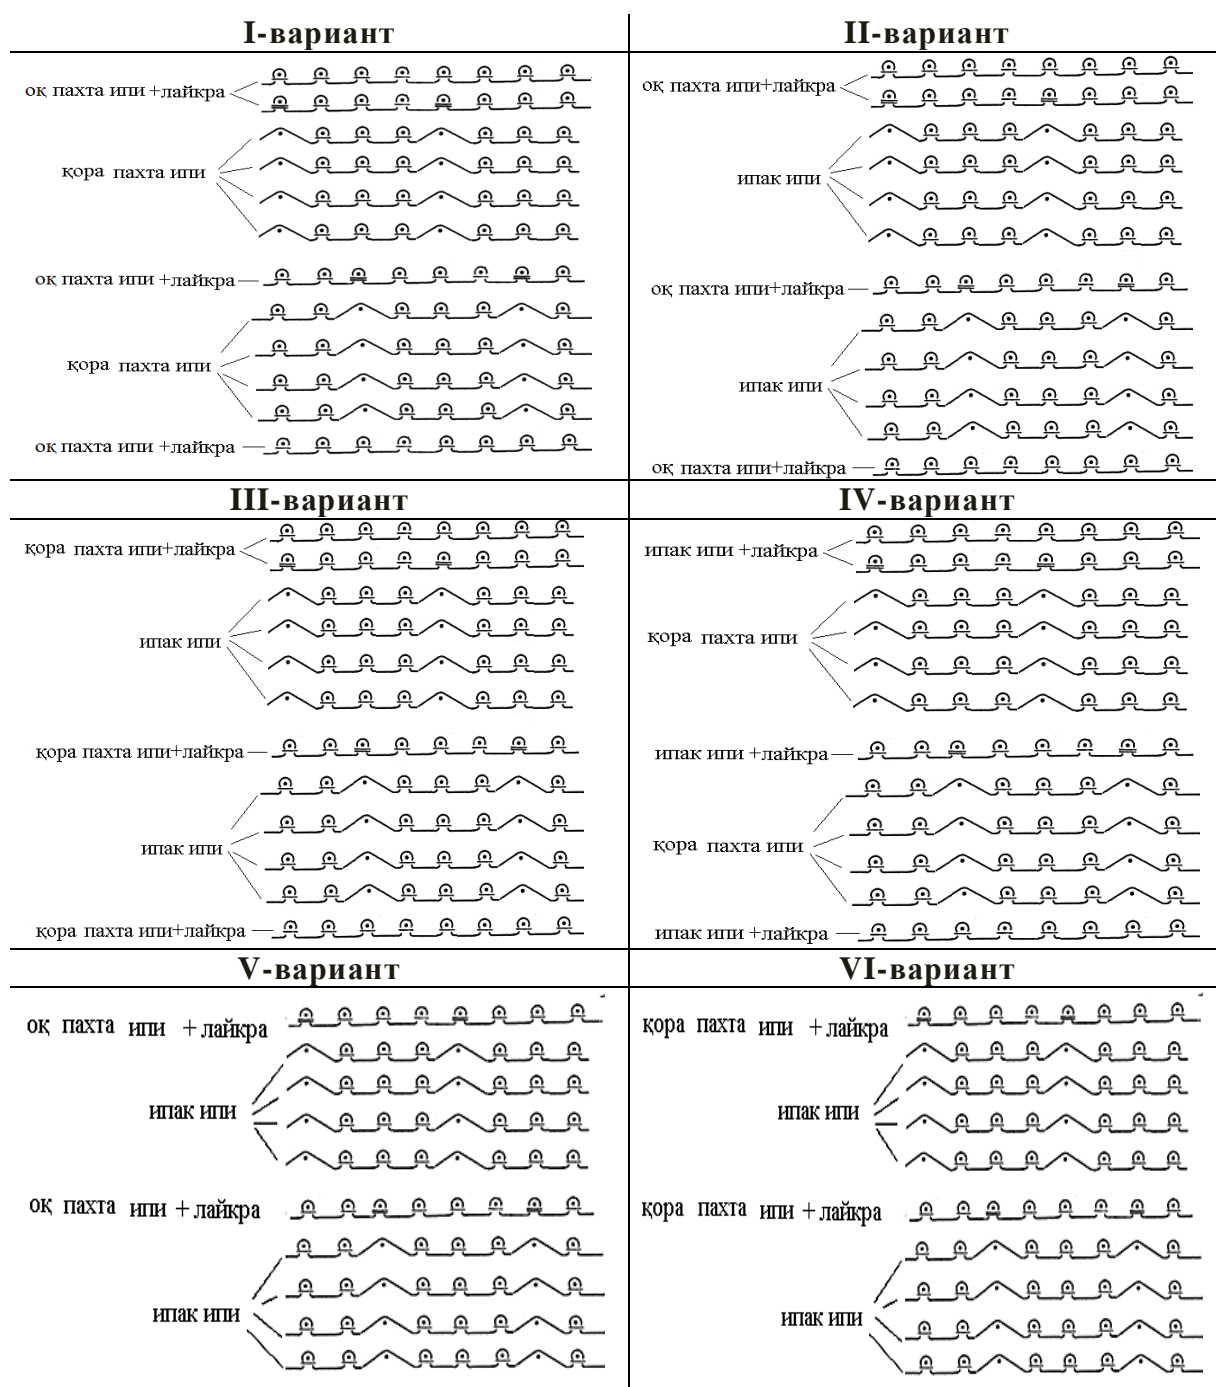 I-вариант
оқ пахта ипи +лайкра
қора пахта ипи
оқ пахта ипи +лайкра
қора пахта ипи
оқ пахта ипи +лайкра
II-вариант
оқ пахта ипи+лайкра
ипак ипи
оқ пахта ипи+лайкра
ипак ипи
оқ пахта ипи+лайкра
III-вариант
қора пахта ипи+лайкра
ипак ипи
қора пахта ипи+лайкра
ипак ипи
қора пахта ипи+лайкра
IV-вариант
ипак ипи +лайкра
қора пахта ипи
ипак ипи +лайкра
қора пахта ипи
ипак ипи +лайкра
V-вариант
оқ пахта ипи +лайкра
ипак ипи
оқ пахта ипи +лайкра
ипак ипи
VI-вариант
қора пахта ипи +лайкра
ипак ипи
қора пахта ипи +лайкра
ипак ипи